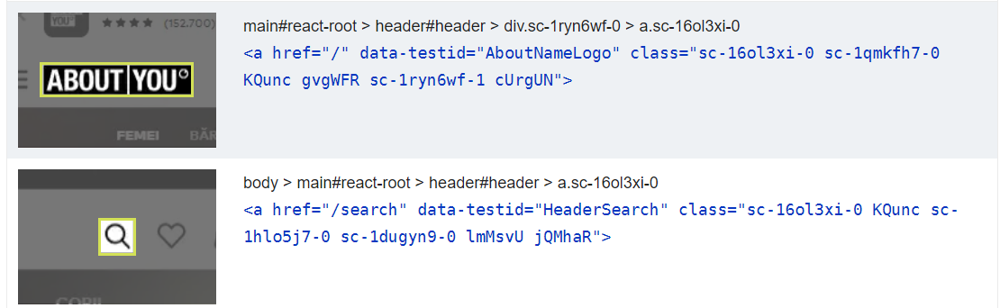 YOU°
★★★★ (152.700)
ABOUT|YOU°
FEMEI BĂR
main#react-root > header#header > div.sc-1ryn6wf-0 > a.sc-16ol3xi-0
<a href="/" data-testid="AboutNameLogo" class="sc-16ol3xi-0 sc-1qmkfh7-0
KQunc gvgWFR sc-1ryn6wf-1 cUrgUN">
COPII
body > main#react-root > header#header > a.sc-16ol3xi-0
<a href="/search" data-testid="HeaderSearch" class="sc-16ol3xi-0 KQunc sc-
1hlo5j7-0 sc-1dugyn9-0 lmMsvU jQMhaR">